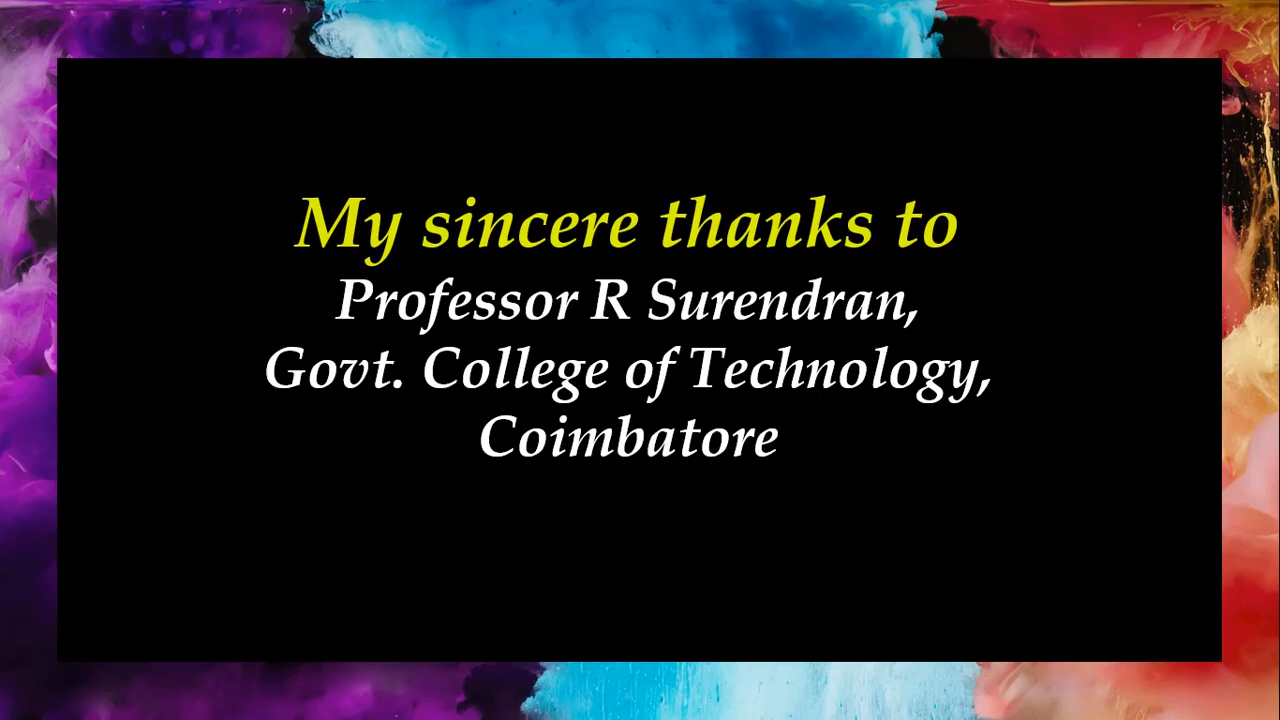 My sincere thanks to
Professor R Surendran,
Govt. College of Technology,
Coimbatore